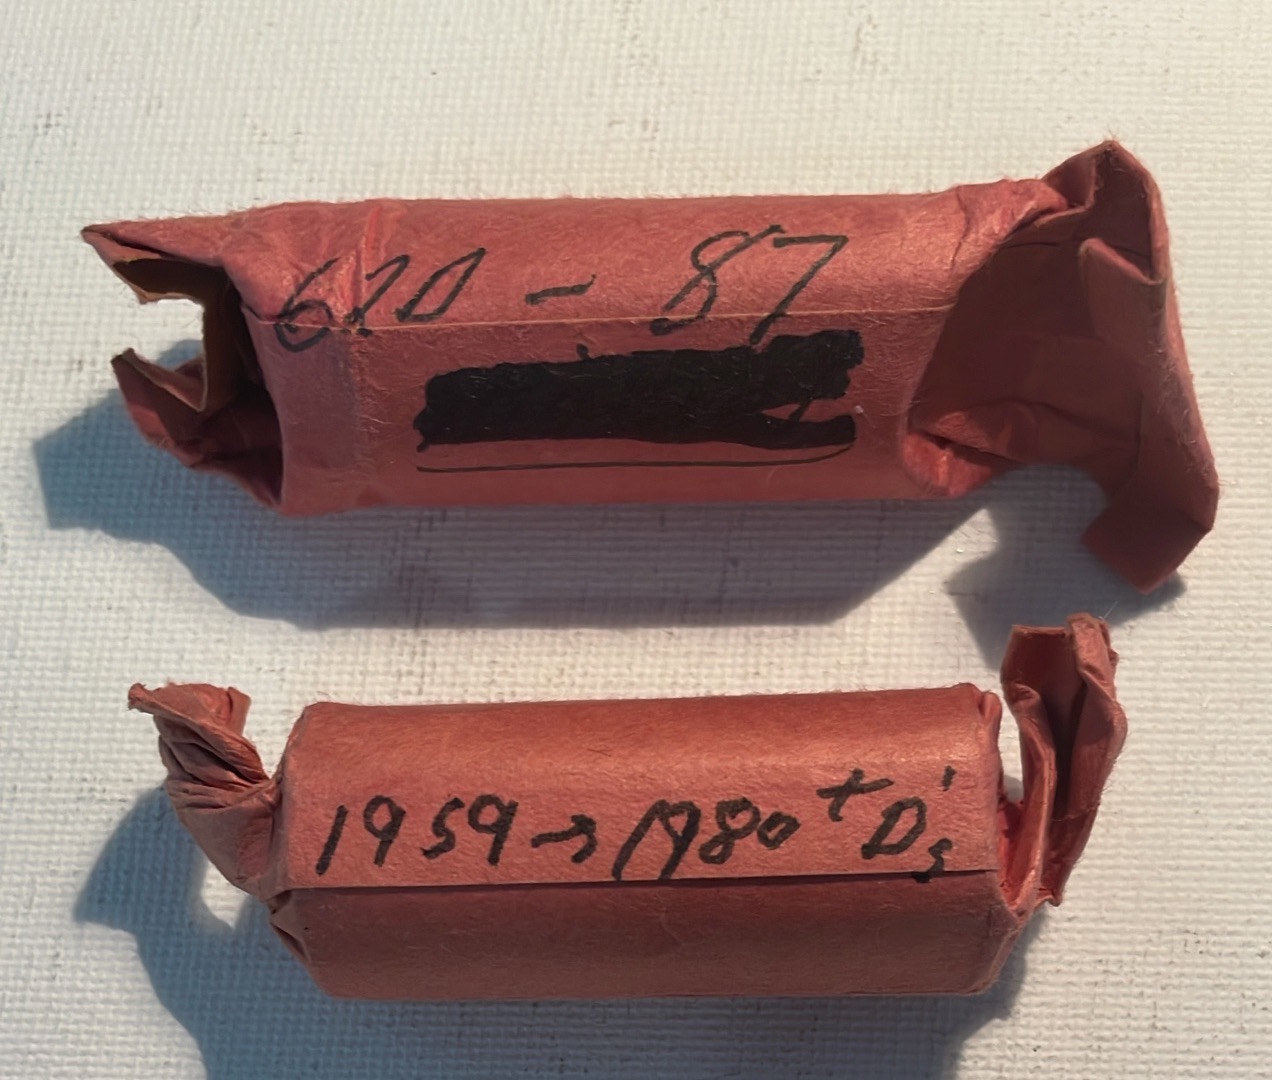 62D - 87
1959 → 1980 + D's